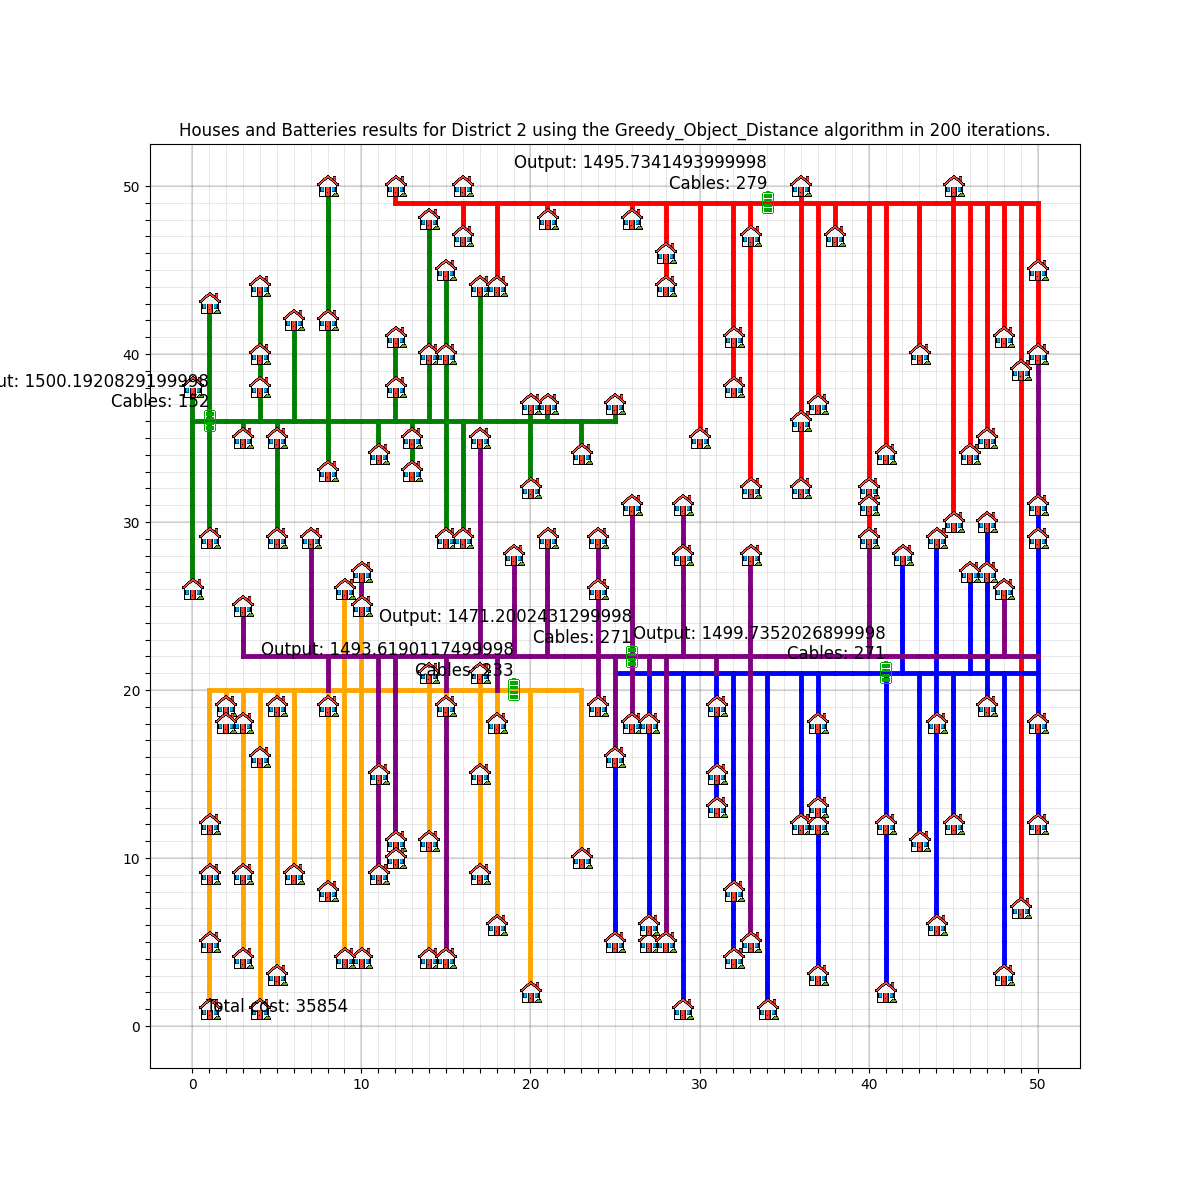 Houses and Batteries results for District 2 using the Greedy_Object_Distance algorithm in 200 iterations.
Output: 1495.7341493999998
Cables: 279
50
40
ut: 1500.1920829199998
Cables: 152
30
Output: 1471.2002431299998
Cables: 271
Output: 1499.7352026899998
Cables: 271
Output: 1493.6190117499998
Cables: 233
20
10
Total cost: 35854
0
0 10 20 30 40 50